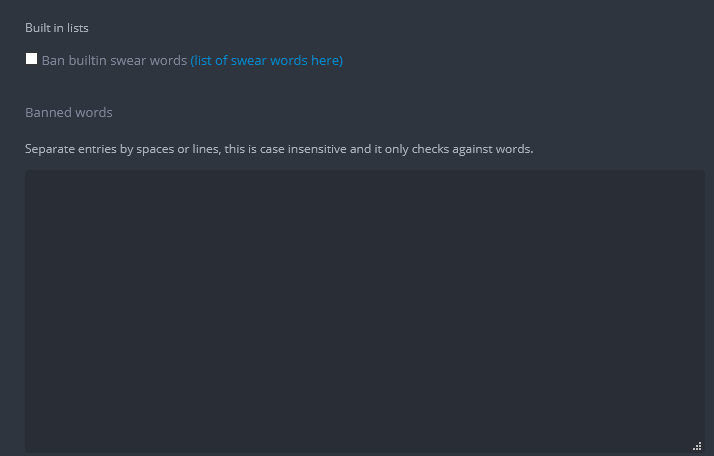 Built in lists
Ban builtin swear words (list of swear words here)
Banned words
Separate entries by spaces or lines, this is case insensitive and it only checks against words.